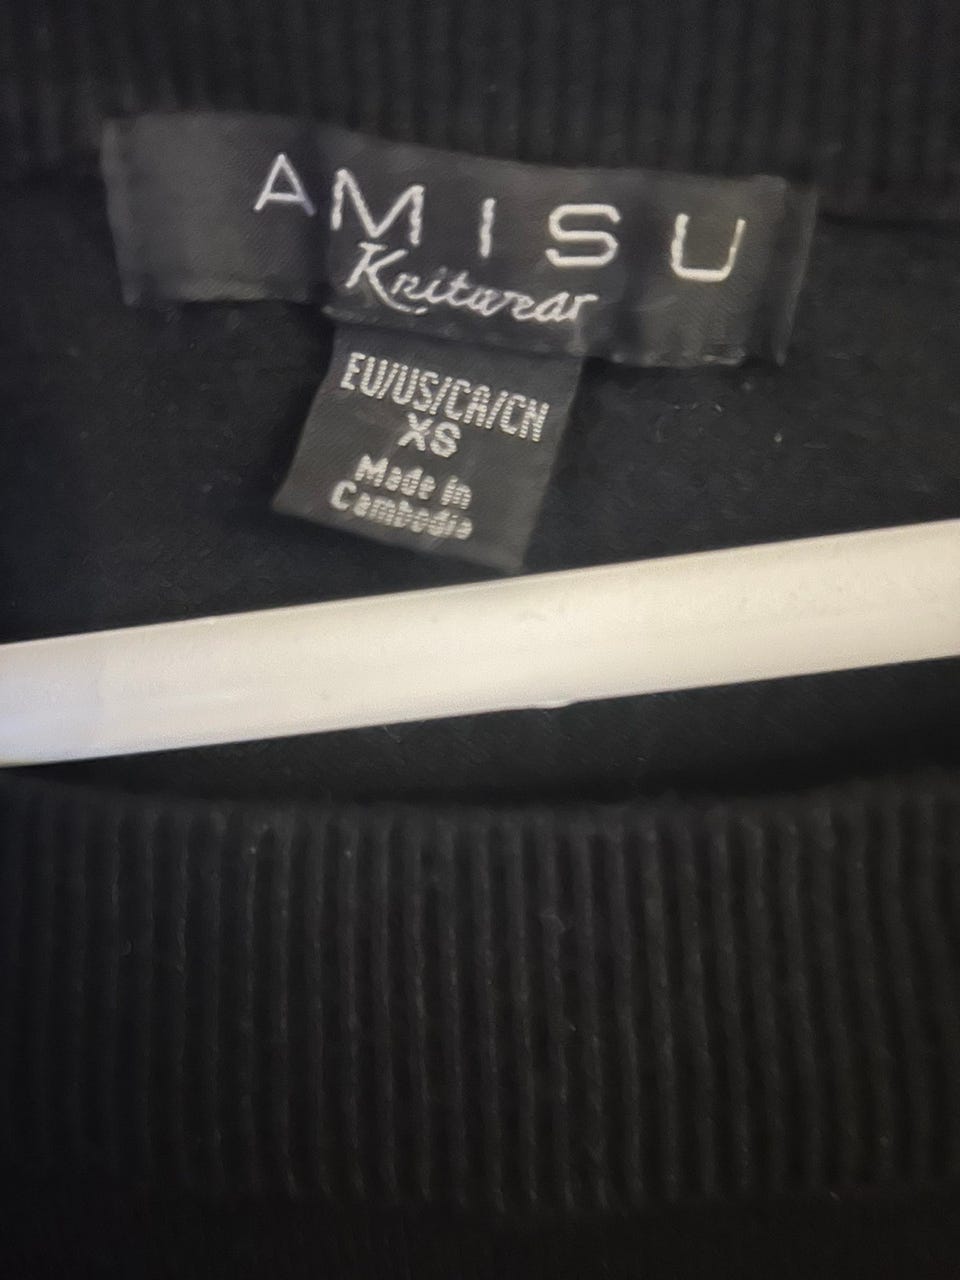 AMISU
Knitwear
EU/US/CA/CN
XS
Made in
Cambodia